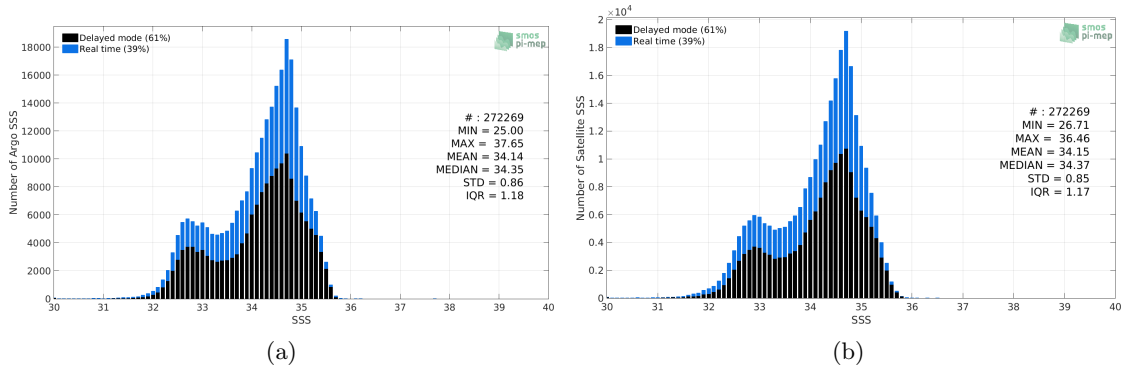 Delayed mode (61%)
Real time (39%)
smos
pi-mep
18000
16000
14000
12000
10000
8000
6000
4000
2000
0
Number of Argo SSS
# : 272269
MIN = 25.00
MAX = 37.65
MEAN = 34.14
MEDIAN = 34.35
STD = 0.86
IQR = 1.18
30 31 32 33 34 35 36 37 38 39 40
SSS
(a)
×10⁴
Delayed mode (61%)
Real time (39%)
smos
pi-mep
2
1.8
1.6
1.4
1.2
1
0.8
0.6
0.4
0.2
0
Number of Satellite SSS
# : 272269
MIN = 26.71
MAX = 36.46
MEAN = 34.15
MEDIAN = 34.37
STD = 0.85
IQR = 1.17
30 31 32 33 34 35 36 37 38 39 40
SSS
(b)